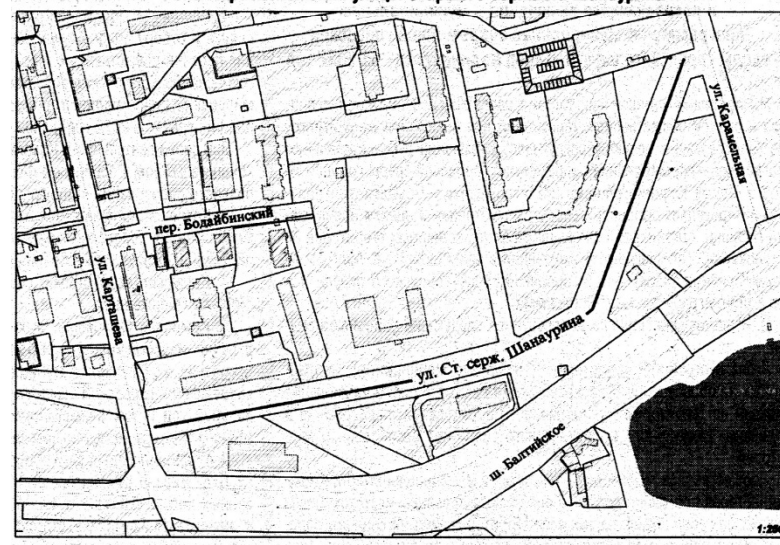 ул. Карамельная
пер. Бодайбинский
ул. Карташева
ул. Ст. серж. Шанаурина
ш. Балтийское